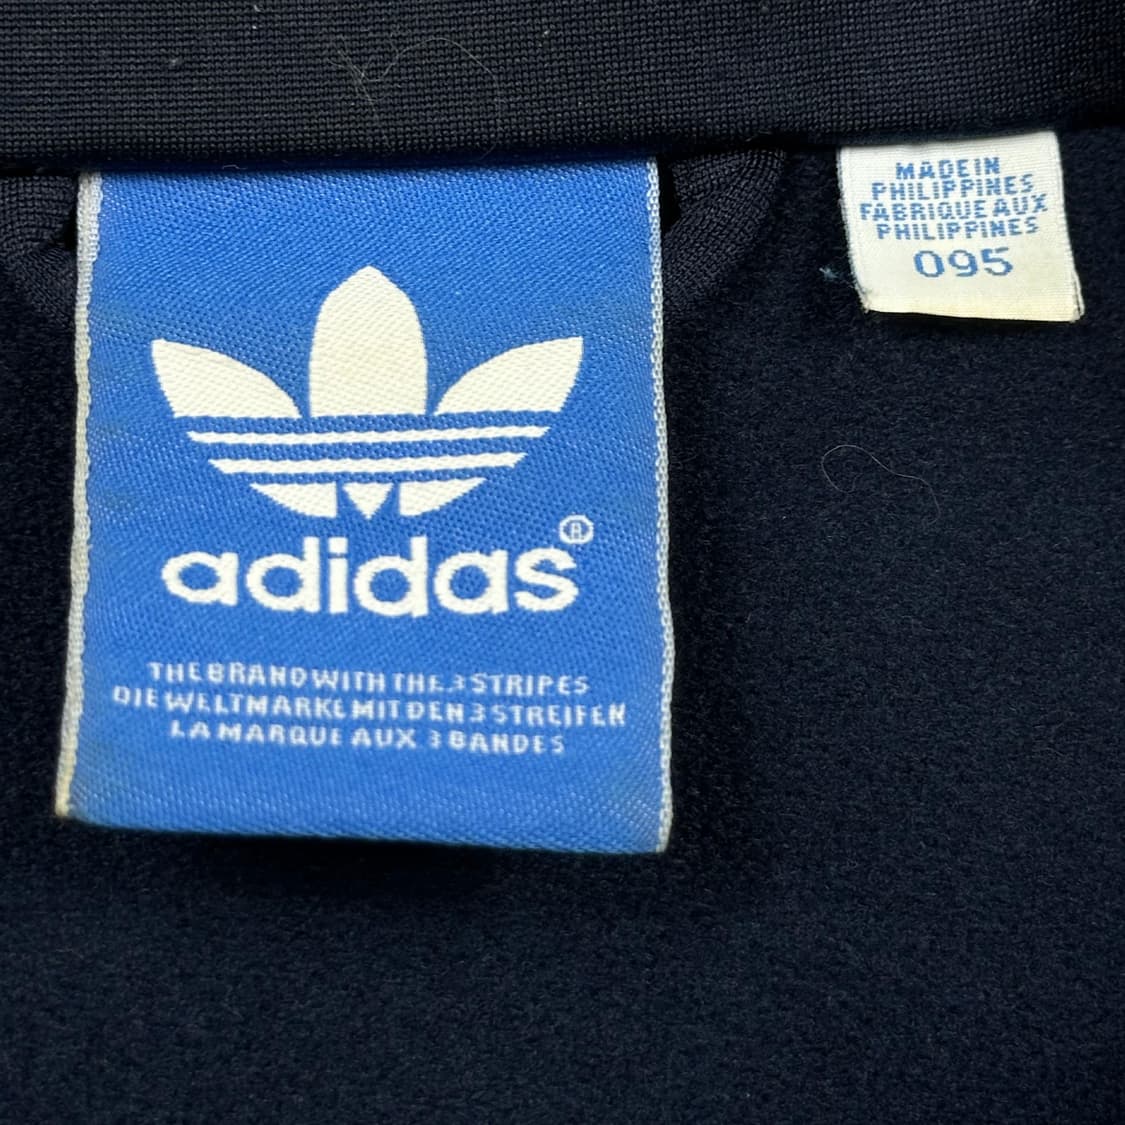 adidas®
THE BRAND WITH THE 3 STRIPES
DIE WELTMARKE MIT DEN 3 STREIFEN
LA MARQUE AUX 3 BANDES
MADE IN
PHILIPPINES
FABRIQUE AUX
PHILIPPINES
095